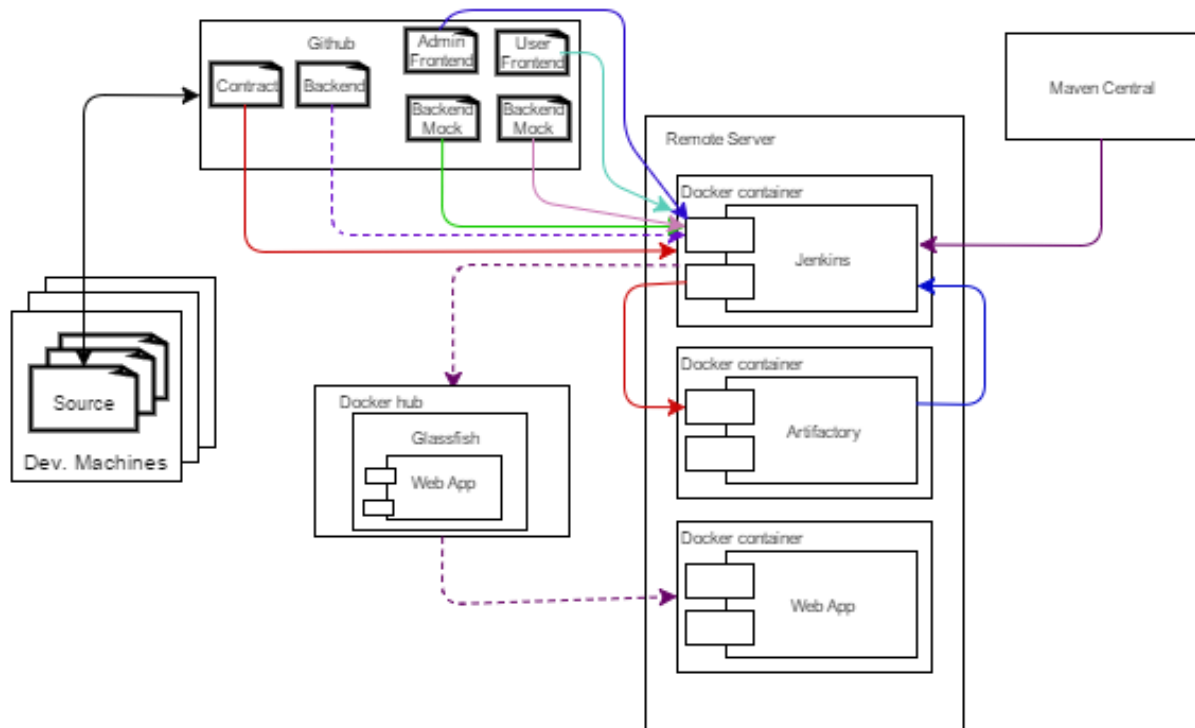 Github
Admin
Frontend
User
Frontend
Contract
Backend
Backend
Mock
Backend
Mock
Maven Central
Remote Server
Docker container
Jenkins
Source
Dev. Machines
Docker hub
Glassfish
Web App
Docker container
Artifactory
Docker container
Web App